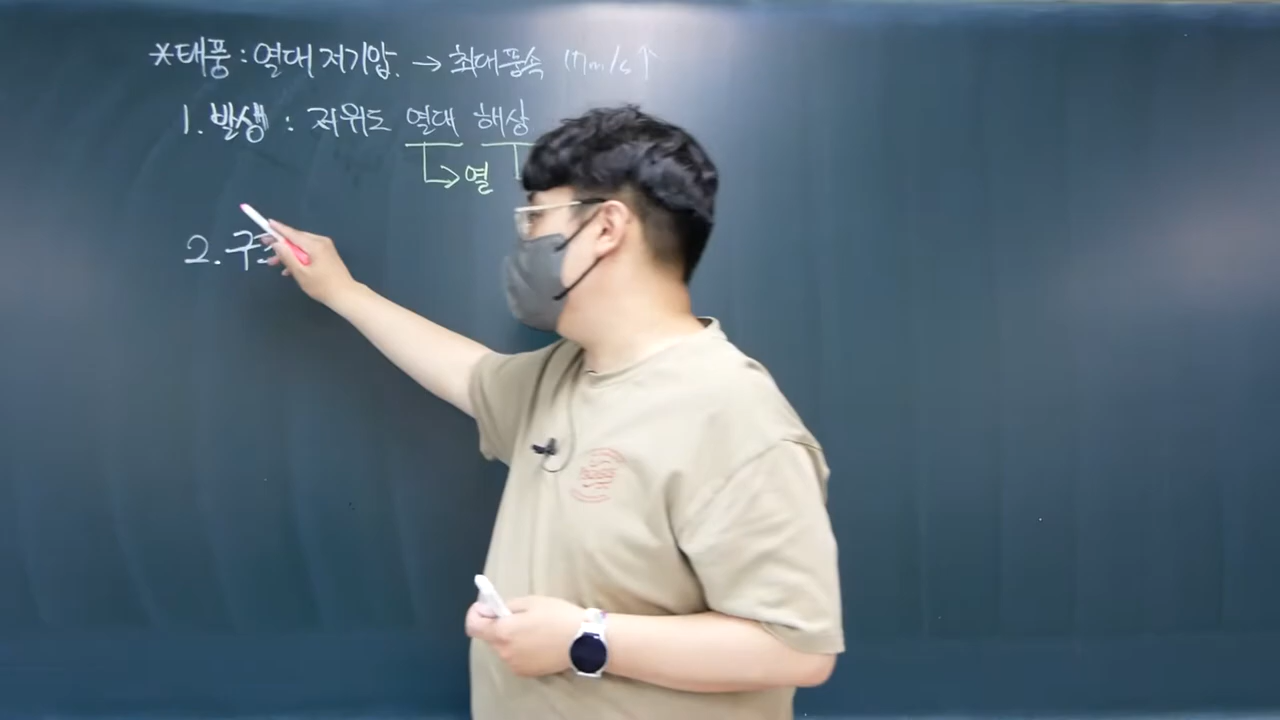 *태풍 : 열대 저기압. → 최대풍속 17m/s↑
1. 발생 : 저위도 열대 해상
↳열
2. 구